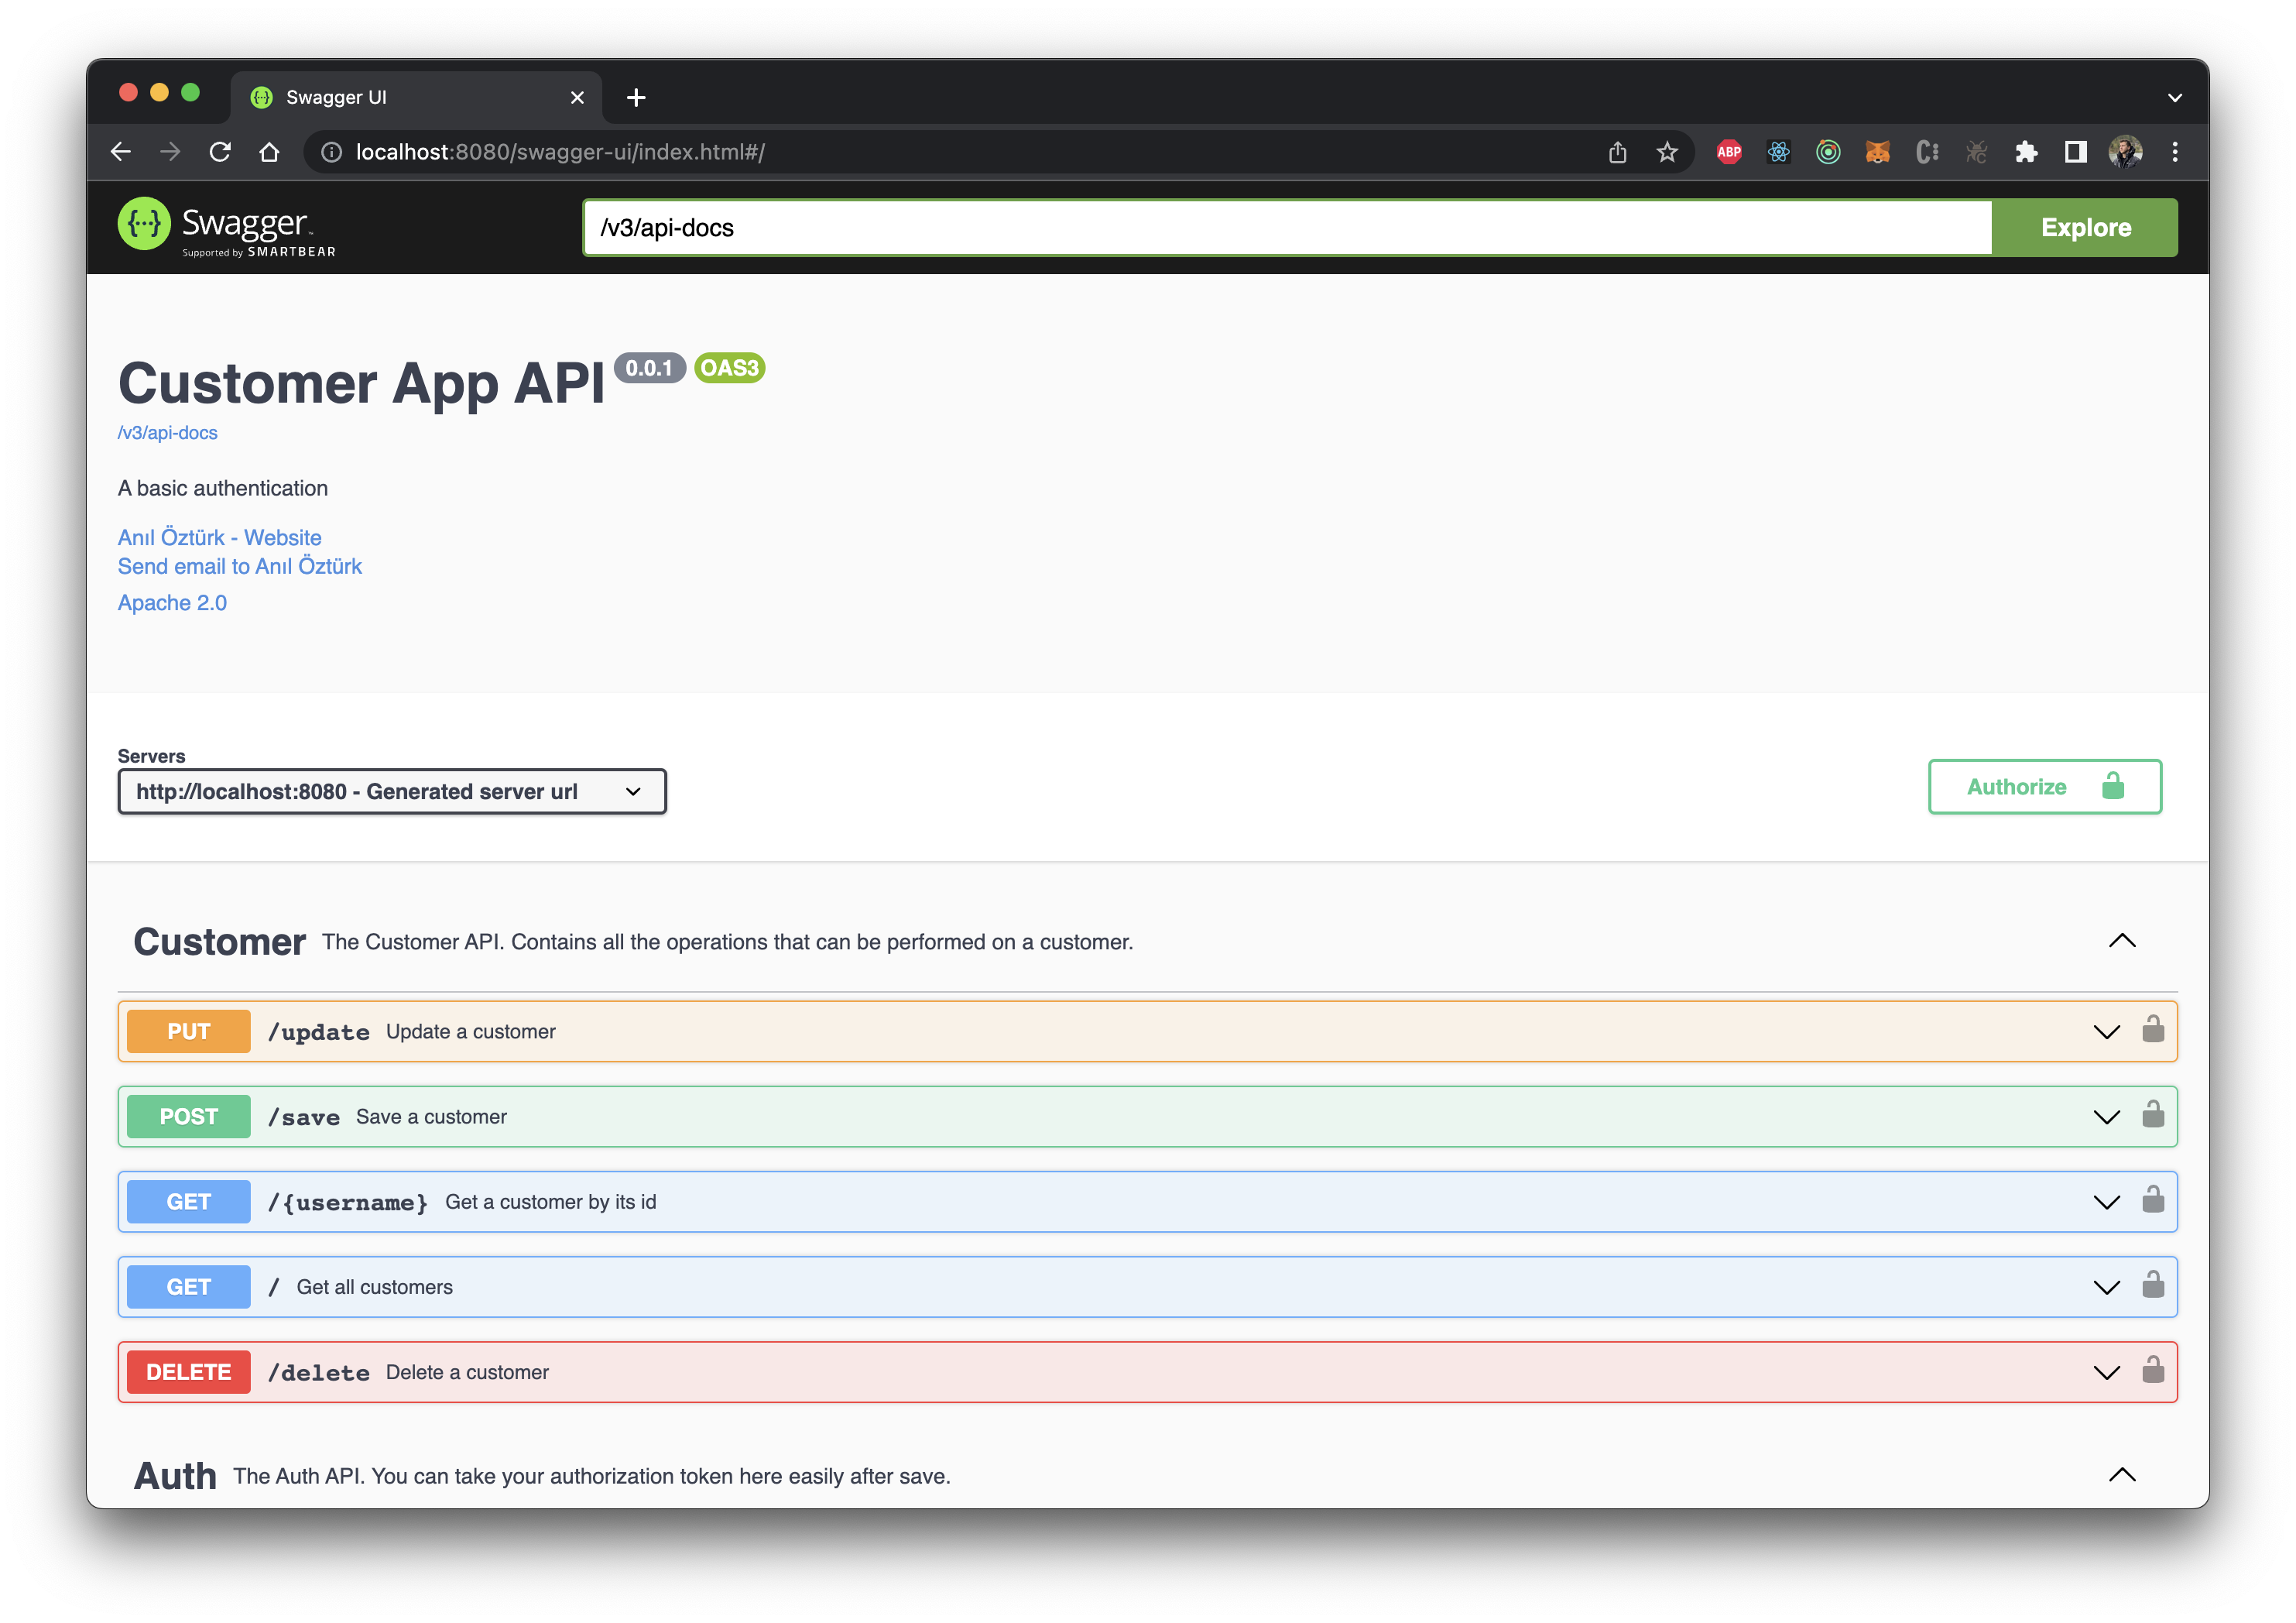 Swagger UI
localhost:8080/swagger-ui/index.html#/
ABP
{···} Swagger™
Supported by SMARTBEAR
/v3/api-docs
Explore
Customer App API 0.0.1 OAS3
/v3/api-docs
A basic authentication
Anıl Öztürk - Website
Send email to Anıl Öztürk
Apache 2.0
Servers
http://localhost:8080 - Generated server url
Authorize
Customer The Customer API. Contains all the operations that can be performed on a customer.
PUT /update Update a customer
POST /save Save a customer
GET /{username} Get a customer by its id
GET / Get all customers
DELETE /delete Delete a customer
Auth The Auth API. You can take your authorization token here easily after save.